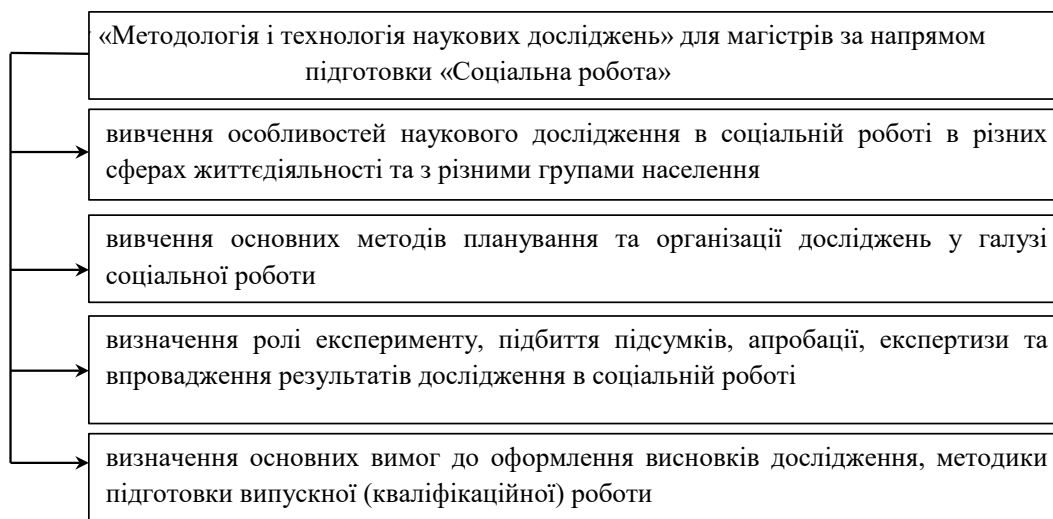 «Методологія і технологія наукових досліджень» для магістрів за напрямом
підготовки «Соціальна робота»
вивчення особливостей наукового дослідження в соціальній роботі в різних
сферах життєдіяльності та з різними групами населення
вивчення основних методів планування та організації досліджень у галузі
соціальної роботи
визначення ролі експерименту, підбиття підсумків, апробації, експертизи та
впровадження результатів дослідження в соціальній роботі
визначення основних вимог до оформлення висновків дослідження, методики
підготовки випускної (кваліфікаційної) роботи